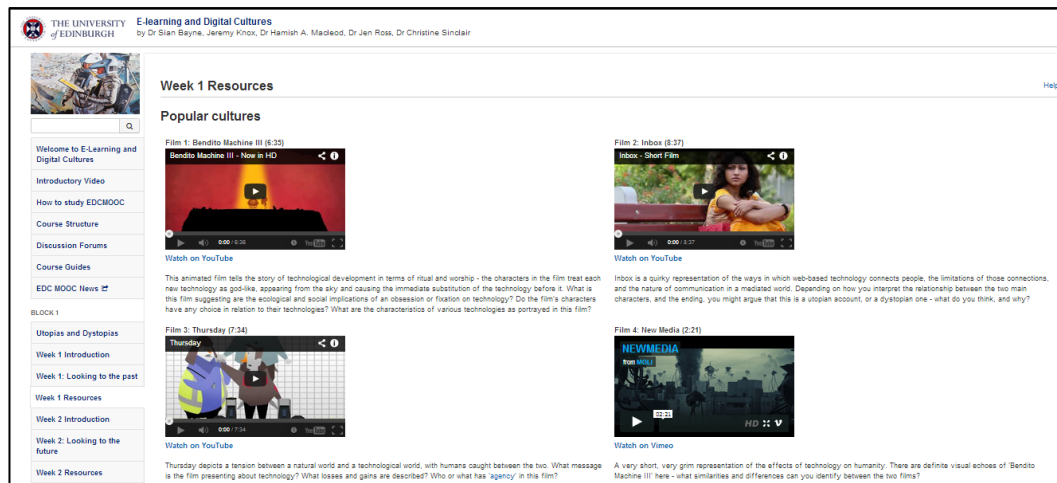 THE UNIVERSITY
of EDINBURGH
E-learning and Digital Cultures
by Dr Sian Bayne, Jeremy Knox, Dr Hamish A. Macleod, Dr Jen Ross, Dr Christine Sinclair
Week 1 Resources
Help
Popular cultures
Welcome to E-Learning and
Digital Cultures
Introductory Video
How to study EDCMOOC
Course Structure
Discussion Forums
Course Guides
EDC MOOC News
BLOCK 1
Utopias and Dystopias
Week 1 Introduction
Week 1: Looking to the past
Week 1 Resources
Week 2 Introduction
Week 2: Looking to the
future
Week 2 Resources
Film 1: Bendito Machine III (6:35)
Bendito Machine III - Now in HD
0:00 / 6:36
YouTube
Watch on YouTube
This animated film tells the story of technological development in terms of ritual and worship - the characters in the film treat each
new technology as god-like, appearing from the sky and causing the immediate substitution of the technology before it. What is
this film suggesting are the ecological and social implications of an obsession or fixation on technology? Do the film's characters
have any choice in relation to their technologies? What are the characteristics of various technologies as portrayed in this film?
Film 2: Inbox (8:37)
Inbox - Short Film
0:00 / 8:37
YouTube
Watch on YouTube
Inbox is a quirky representation of the ways in which web-based technology connects people, the limitations of those connections,
and the nature of communication in a mediated world. Depending on how you interpret the relationship between the two main
characters, and the ending, you might argue that this is a utopian account, or a dystopian one - what do you think, and why?
Film 3: Thursday (7:34)
Thursday
0:00 / 7:34
YouTube
Watch on YouTube
Thursday depicts a tension between a natural world and a technological world, with humans caught between the two. What message
is the film presenting about technology? What losses and gains are described? Who or what has 'agency' in this film?
Film 4: New Media (2:21)
NEWMEDIA
from MOLI
02:21
HD
Watch on Vimeo
A very short, very grim representation of the effects of technology on humanity. There are definite visual echoes of 'Bendito
Machine III' here - what similarities and differences can you identify between the two films?